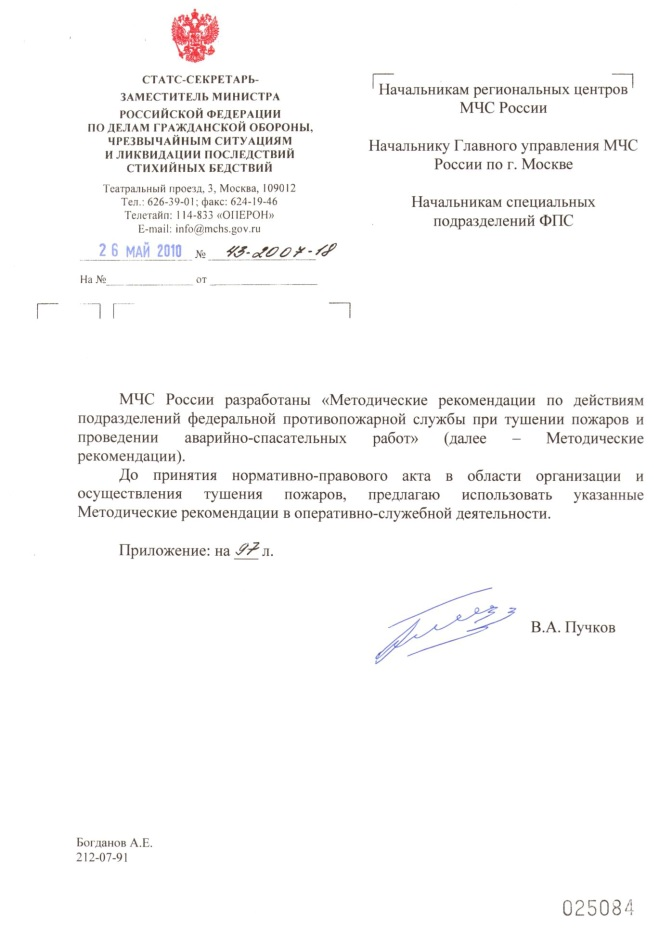 СТАТС-СЕКРЕТАРЬ-
ЗАМЕСТИТЕЛЬ МИНИСТРА
РОССИЙСКОЙ ФЕДЕРАЦИИ
ПО ДЕЛАМ ГРАЖДАНСКОЙ ОБОРОНЫ,
ЧРЕЗВЫЧАЙНЫМ СИТУАЦИЯМ
И ЛИКВИДАЦИИ ПОСЛЕДСТВИЙ
СТИХИЙНЫХ БЕДСТВИЙ
Театральный проезд, 3, Москва, 109012
Тел.: 626-39-01; факс: 624-19-46
Телетайп: 114-833 «ОПЕРОН»
E-mail: info@mchs.gov.ru
26 МАЙ 2010 № 43-2007-18
На № от
Начальникам региональных центров
МЧС России
Начальнику Главного управления МЧС
России по г. Москве
Начальникам специальных
подразделений ФПС
МЧС России разработаны «Методические рекомендации по действиям
подразделений федеральной противопожарной службы при тушении пожаров и
проведении аварийно-спасательных работ» (далее – Методические
рекомендации).
До принятия нормативно-правового акта в области организации и
осуществления тушения пожаров, предлагаю использовать указанные
Методические рекомендации в оперативно-служебной деятельности.
Приложение: на 97 л.
В.А. Пучков
Богданов А.Е.
212-07-91
025084